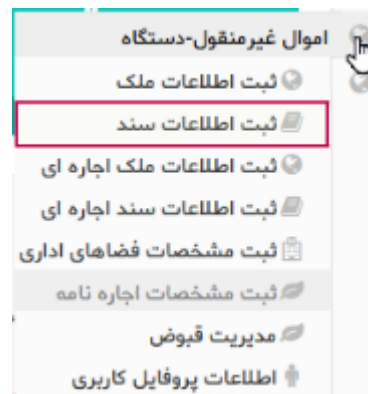 اموال غیرمنقول-دستگاه
ثبت اطلاعات ملک
ثبت اطلاعات سند
ثبت اطلاعات ملک اجاره ای
ثبت اطلاعات سند اجاره ای
ثبت مشخصات فضاهای اداری
ثبت مشخصات اجاره نامه
مدیریت قبوض
اطلاعات پروفایل کاربری